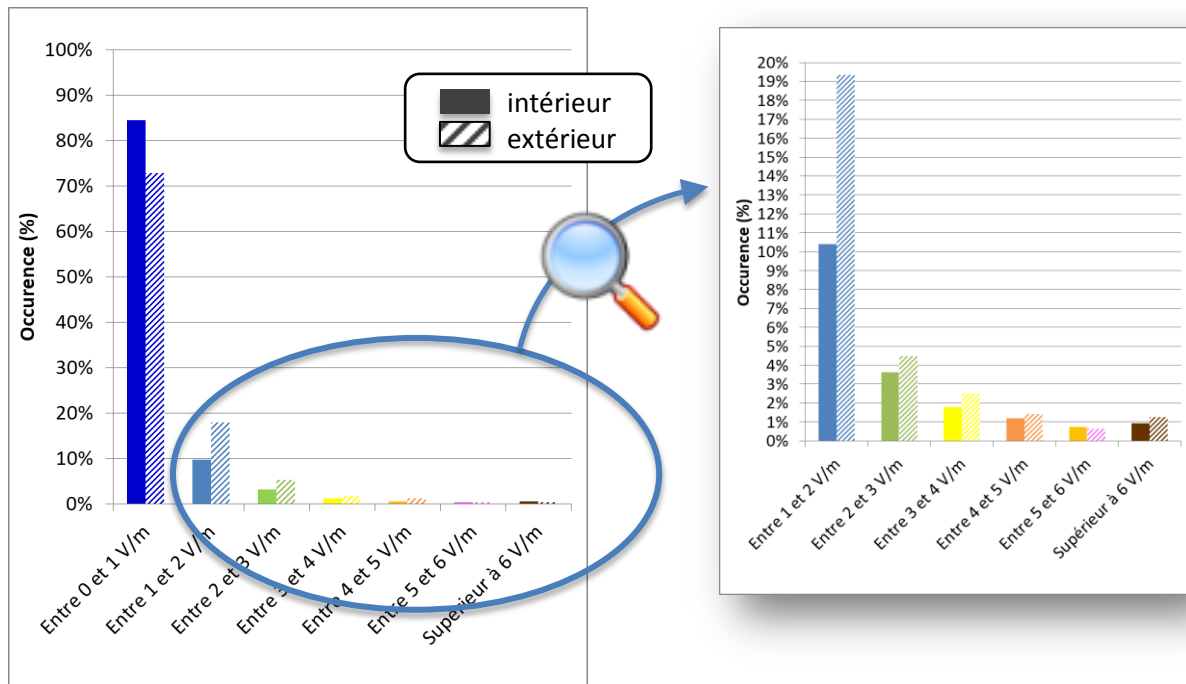 100%
90%
80%
70%
60%
50%
40%
30%
20%
10%
0%
Occurence (%)
Entre 0 et 1 V/m
Entre 1 et 2 V/m
Entre 2 et 3 V/m
Entre 3 et 4 V/m
Entre 4 et 5 V/m
Entre 5 et 6 V/m
Supérieur à 6 V/m
intérieur
extérieur
20%
19%
18%
17%
16%
15%
14%
13%
12%
11%
10%
9%
8%
7%
6%
5%
4%
3%
2%
1%
0%
Occurence (%)
Entre 1 et 2 V/m
Entre 2 et 3 V/m
Entre 3 et 4 V/m
Entre 4 et 5 V/m
Entre 5 et 6 V/m
Supérieur à 6 V/m